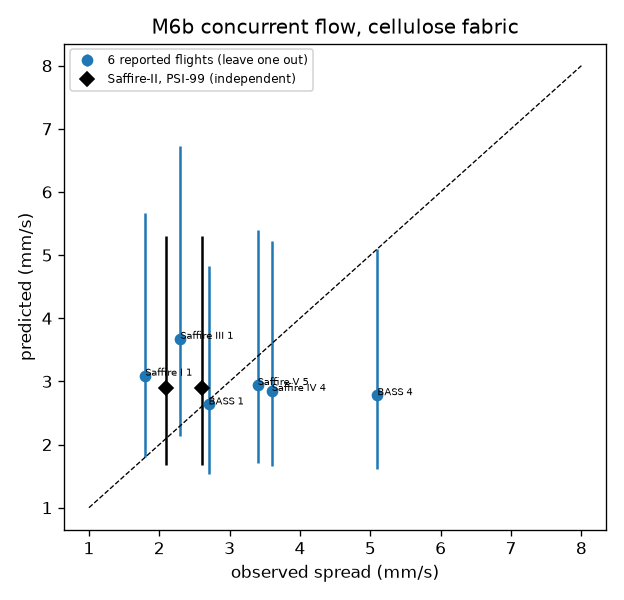 M6b concurrent flow, cellulose fabric
6 reported flights (leave one out)
Saffire-II, PSI-99 (independent)
8
7
6
5
4
3
2
1
predicted (mm/s)
Saffire III 1
Saffire I 1
Saffire V 5
Saffire IV 4
BASS 4
BASS 1
1 2 3 4 5 6 7 8
observed spread (mm/s)